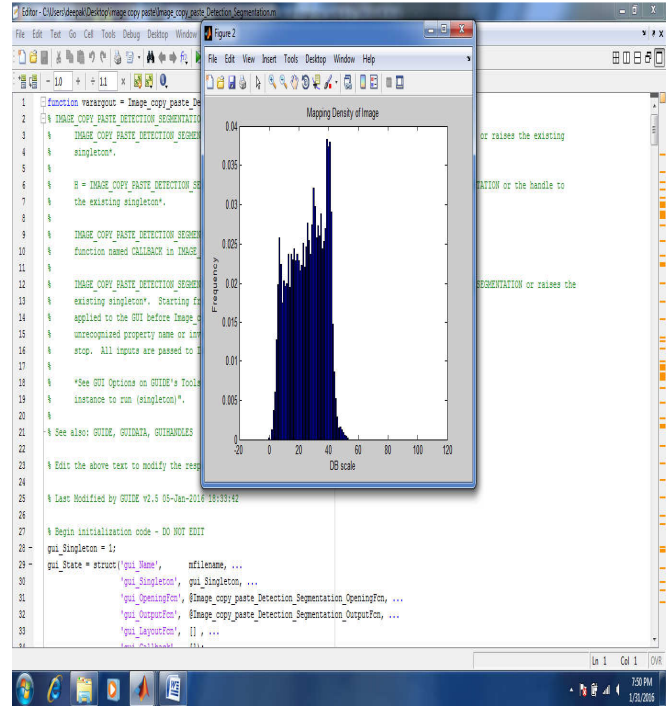 Editor - C:\Users\deepak\Desktop\image copy paste\Image_copy_paste_Detection_Segmentation.m
File Edit Text Go Cell Tools Debug Desktop Window
- 1.0 + ÷ 1.1 ×
1 function varargout = Image_copy_paste_De
2 % IMAGE_COPY_PASTE_DETECTION_SEGMENTATIO
3 % IMAGE_COPY_PASTE_DETECTION_SEGMEN or raises the existing
4 % singleton*.
5 %
6 % H = IMAGE_COPY_PASTE_DETECTION_SE TATION or the handle to
7 % the existing singleton*.
8 %
9 % IMAGE_COPY_PASTE_DETECTION_SEGMEN
10 % function named CALLBACK in IMAGE_
11 %
12 % IMAGE_COPY_PASTE_DETECTION_SEGMEN SEGMENTATION or raises the
13 % existing singleton*. Starting fr
14 % applied to the GUI before Image_c
15 % unrecognized property name or inv
16 % stop. All inputs are passed to I
17 %
18 % *See GUI Options on GUIDE's Tools
19 % instance to run (singleton)".
20 %
21 % See also: GUIDE, GUIDATA, GUIHANDLES
22
23 % Edit the above text to modify the resp
24
25 % Last Modified by GUIDE v2.5 05-Jan-2016 18:33:42
26
27 % Begin initialization code - DO NOT EDIT
28 - gui_Singleton = 1;
29 - gui_State = struct('gui_Name', mfilename, ...
30 'gui_Singleton', gui_Singleton, ...
31 'gui_OpeningFcn', @Image_copy_paste_Detection_Segmentation_OpeningFcn, ...
32 'gui_OutputFcn', @Image_copy_paste_Detection_Segmentation_OutputFcn, ...
33 'gui_LayoutFcn', [] , ...
34 'gui_Callback', []);
Figure 2
File Edit View Insert Tools Desktop Window Help
Mapping Density of Image
0.04
0.035
0.03
0.025
0.02
0.015
0.01
0.005
0
Frequency
-20 0 20 40 60 80 100 120
DB scale
Ln 1 Col 1 OVR
7:50 PM
1/31/2016